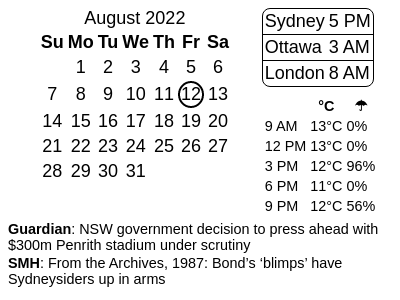 August 2022
Su Mo Tu We Th Fr Sa
1 2 3 4 5 6
7 8 9 10 11 12 13
14 15 16 17 18 19 20
21 22 23 24 25 26 27
28 29 30 31
Sydney 5 PM
Ottawa 3 AM
London 8 AM
°C ☂
9 AM 13°C 0%
12 PM 13°C 0%
3 PM 12°C 96%
6 PM 11°C 0%
9 PM 12°C 56%
Guardian: NSW government decision to press ahead with
$300m Penrith stadium under scrutiny
SMH: From the Archives, 1987: Bond’s ‘blimps’ have
Sydneysiders up in arms